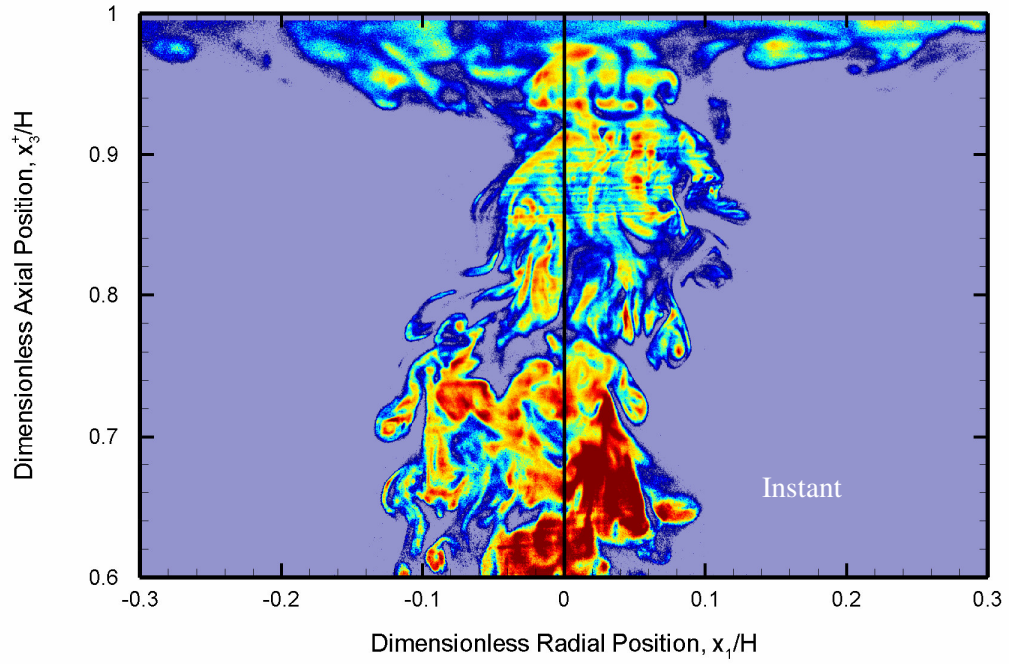 1
0.9
0.8
0.7
0.6
-0.3 -0.2 -0.1 0 0.1 0.2 0.3
Dimensionless Axial Position, x₃⁺/H
Instant
Dimensionless Radial Position, x₁/H